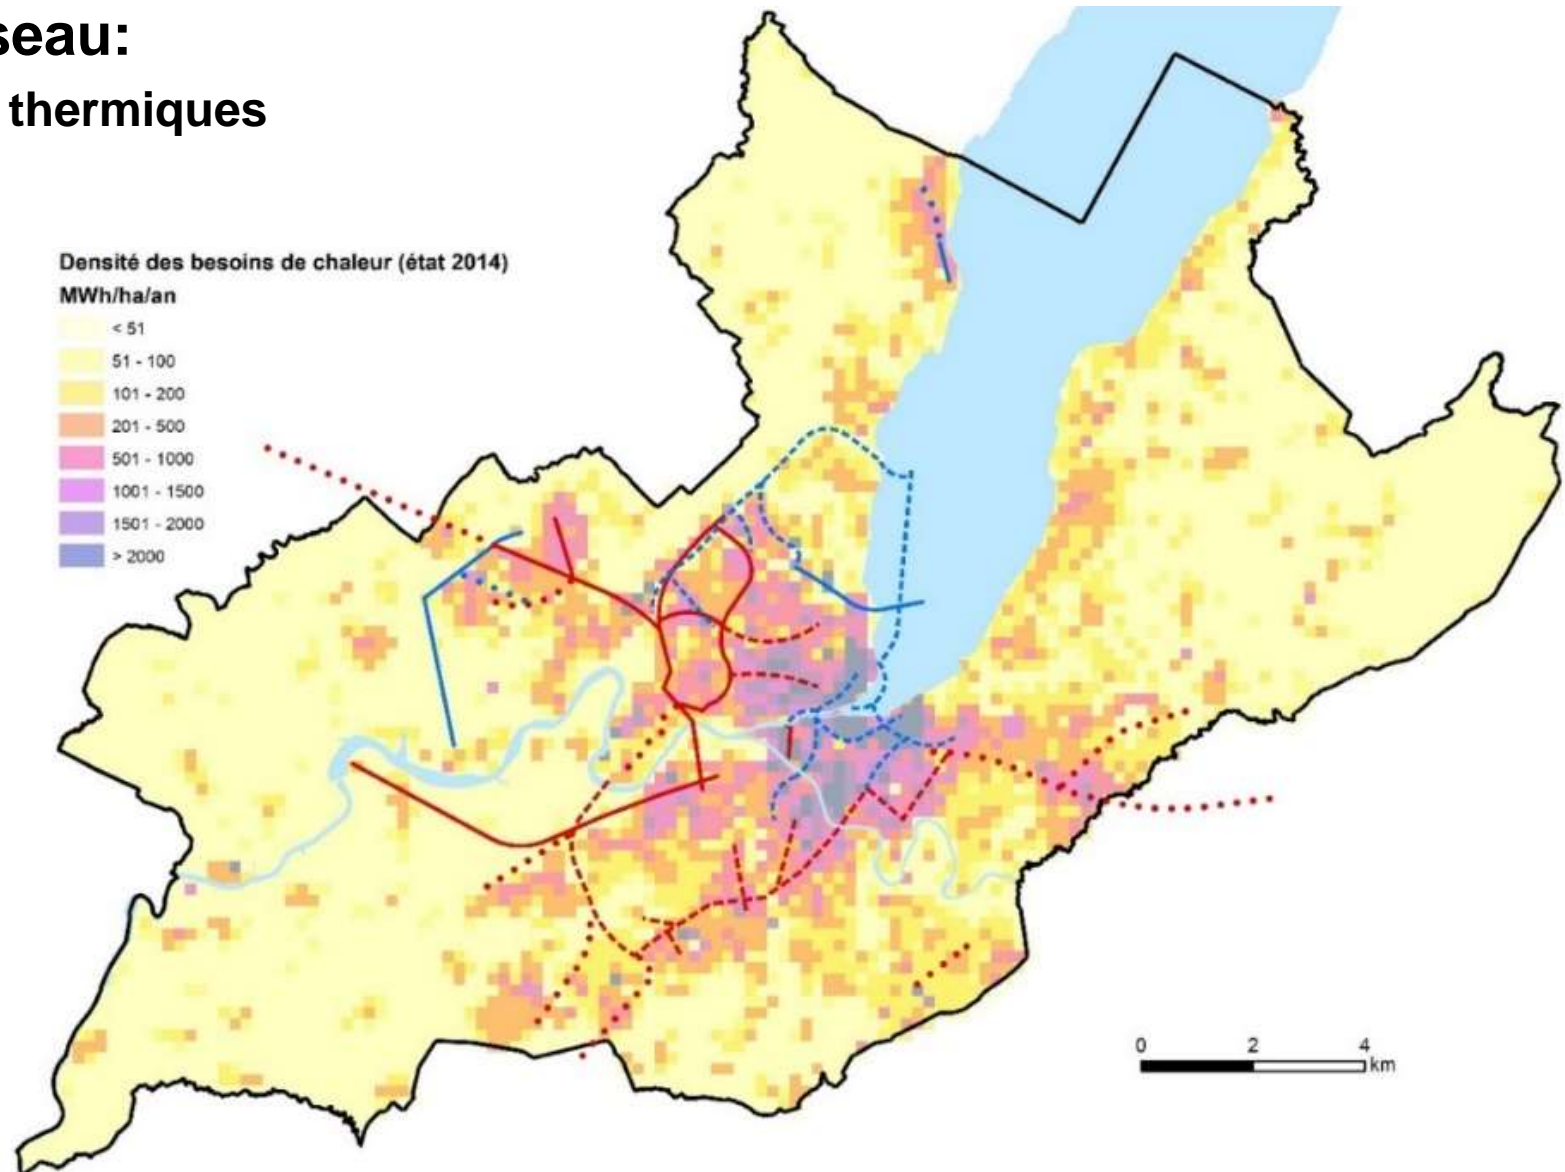 seau:
thermiques
Densité des besoins de chaleur (état 2014)
MWh/ha/an
< 51
51 - 100
101 - 200
201 - 500
501 - 1000
1001 - 1500
1501 - 2000
> 2000
0 2 4
km